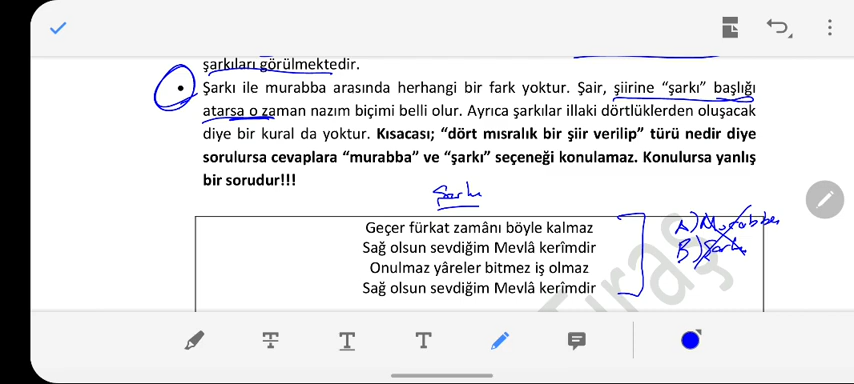 şarkıları görülmektedir.
Şarkı ile murabba arasında herhangi bir fark yoktur. Şair, şiirine “şarkı” başlığı
atarsa o zaman nazım biçimi belli olur. Ayrıca şarkılar illaki dörtlüklerden oluşacak
diye bir kural da yoktur. Kısacası; “dört mısralık bir şiir verilip” türü nedir diye
sorulursa cevaplara “murabba” ve “şarkı” seçeneği konulamaz. Konulursa yanlış
bir sorudur!!!
Şarkı
Geçer fürkat zamânı böyle kalmaz
Sağ olsun sevdiğim Mevlâ kerîmdir
Onulmaz yâreler bitmez iş olmaz
Sağ olsun sevdiğim Mevlâ kerîmdir
A) Murabba
B) Şarkı
T
T
T